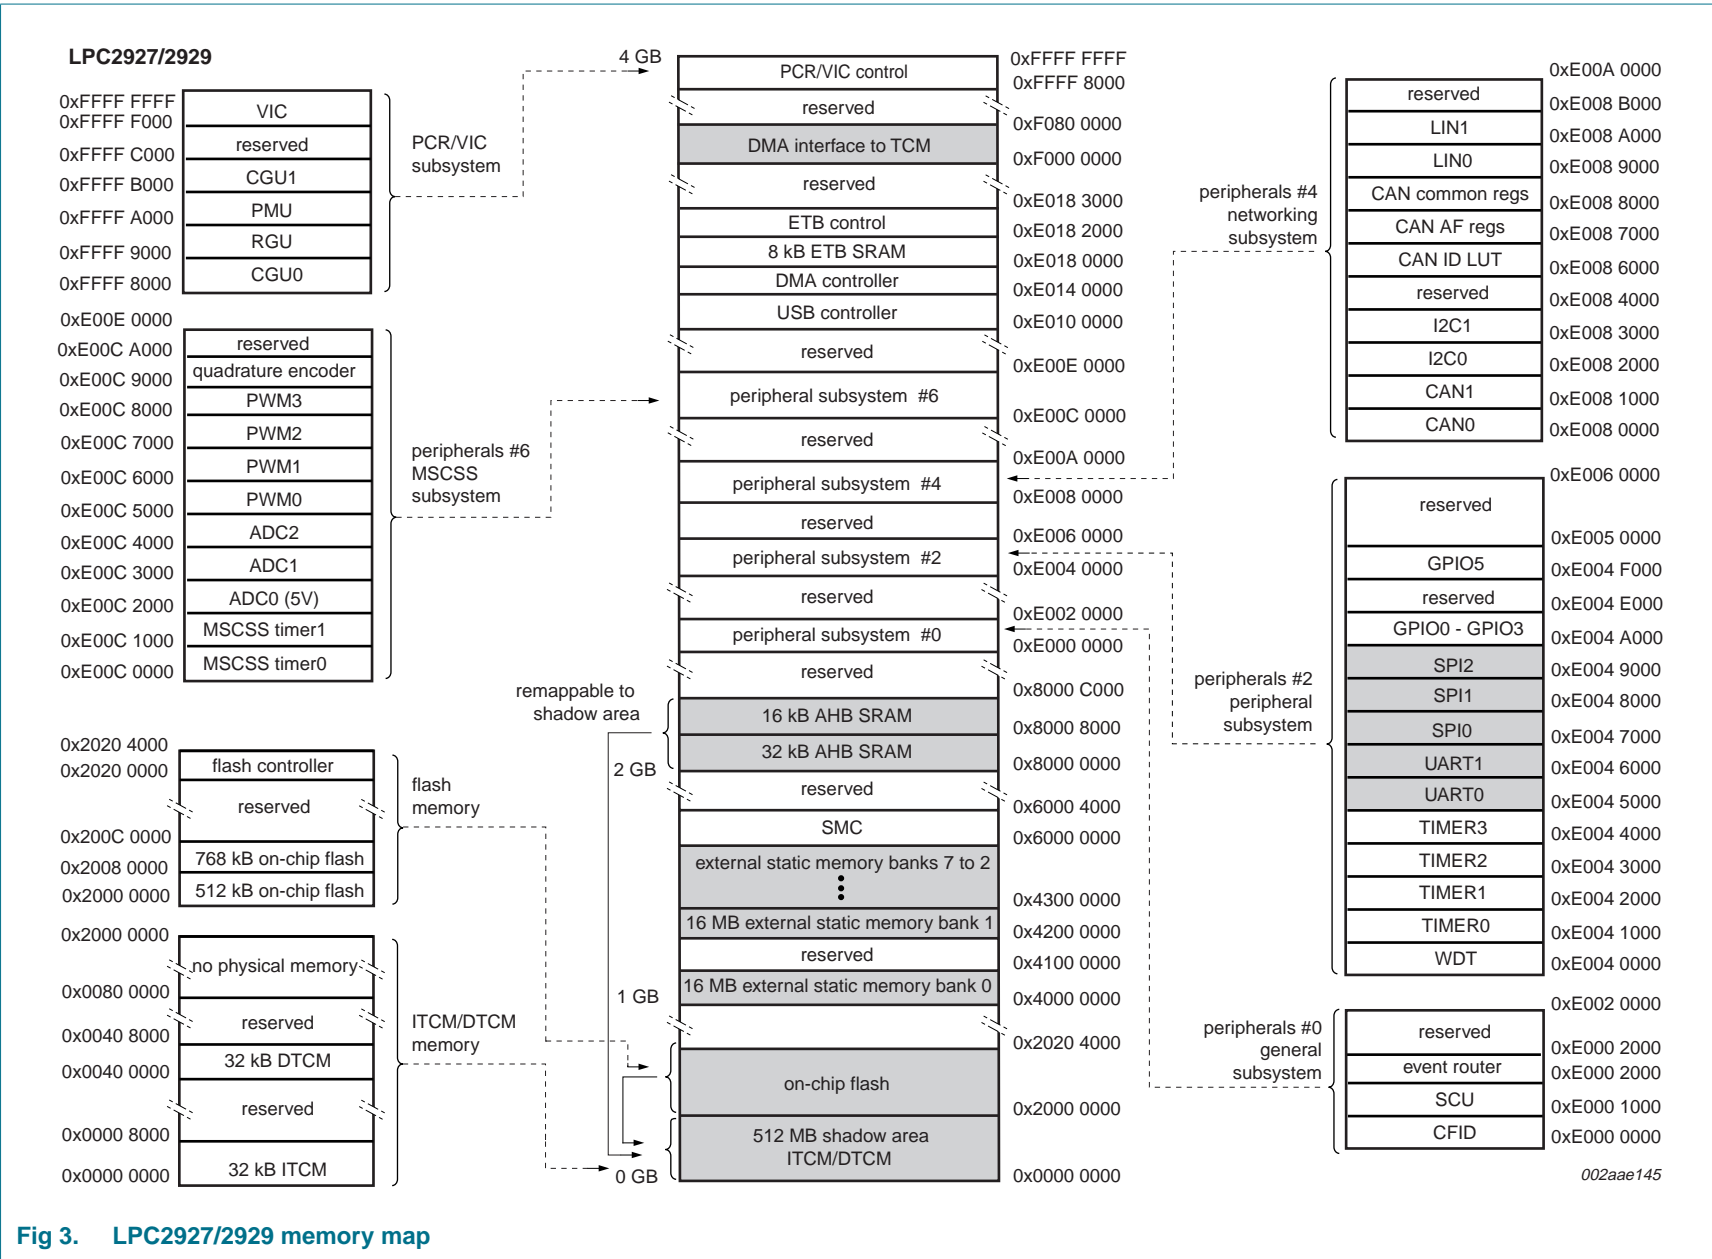 LPC2927/2929
0xFFFF FFFF
VIC
0xFFFF F000
reserved
0xFFFF C000
CGU1
0xFFFF B000
PMU
0xFFFF A000
RGU
0xFFFF 9000
CGU0
0xFFFF 8000
PCR/VIC
subsystem
0xE00E 0000
reserved
0xE00C A000
quadrature encoder
0xE00C 9000
PWM3
0xE00C 8000
PWM2
0xE00C 7000
PWM1
0xE00C 6000
PWM0
0xE00C 5000
ADC2
0xE00C 4000
ADC1
0xE00C 3000
ADC0 (5V)
0xE00C 2000
MSCSS timer1
0xE00C 1000
MSCSS timer0
0xE00C 0000
peripherals #6
MSCSS
subsystem
0x2020 4000
flash controller
0x2020 0000
reserved
0x200C 0000
768 kB on-chip flash
0x2008 0000
512 kB on-chip flash
0x2000 0000
flash
memory
0x2000 0000
no physical memory
0x0080 0000
reserved
0x0040 8000
32 kB DTCM
0x0040 0000
reserved
0x0000 8000
32 kB ITCM
0x0000 0000
ITCM/DTCM
memory
4 GB
0xFFFF FFFF
PCR/VIC control
0xFFFF 8000
reserved
0xF080 0000
DMA interface to TCM
0xF000 0000
reserved
0xE018 3000
ETB control
0xE018 2000
8 kB ETB SRAM
0xE018 0000
DMA controller
0xE014 0000
USB controller
0xE010 0000
reserved
0xE00E 0000
peripheral subsystem #6
0xE00C 0000
reserved
0xE00A 0000
peripheral subsystem #4
0xE008 0000
reserved
0xE006 0000
peripheral subsystem #2
0xE004 0000
reserved
0xE002 0000
peripheral subsystem #0
0xE000 0000
reserved
0x8000 C000
remappable to
shadow area
16 kB AHB SRAM
0x8000 8000
32 kB AHB SRAM
0x8000 0000
2 GB
reserved
0x6000 4000
SMC
0x6000 0000
external static memory banks 7 to 2
0x4300 0000
16 MB external static memory bank 1
0x4200 0000
reserved
0x4100 0000
16 MB external static memory bank 0
0x4000 0000
1 GB
0x2020 4000
on-chip flash
0x2000 0000
512 MB shadow area
ITCM/DTCM
0x0000 0000
0 GB
0xE00A 0000
reserved
0xE008 B000
LIN1
0xE008 A000
LIN0
0xE008 9000
CAN common regs
0xE008 8000
CAN AF regs
0xE008 7000
CAN ID LUT
0xE008 6000
reserved
0xE008 4000
I2C1
0xE008 3000
I2C0
0xE008 2000
CAN1
0xE008 1000
CAN0
0xE008 0000
peripherals #4
networking
subsystem
0xE006 0000
reserved
0xE005 0000
GPIO5
0xE004 F000
reserved
0xE004 E000
GPIO0 - GPIO3
0xE004 A000
SPI2
0xE004 9000
SPI1
0xE004 8000
SPI0
0xE004 7000
UART1
0xE004 6000
UART0
0xE004 5000
TIMER3
0xE004 4000
TIMER2
0xE004 3000
TIMER1
0xE004 2000
TIMER0
0xE004 1000
WDT
0xE004 0000
peripherals #2
peripheral
subsystem
0xE002 0000
reserved
0xE000 2000
event router
0xE000 2000
SCU
0xE000 1000
CFID
0xE000 0000
peripherals #0
general
subsystem
002aae145
Fig 3. LPC2927/2929 memory map